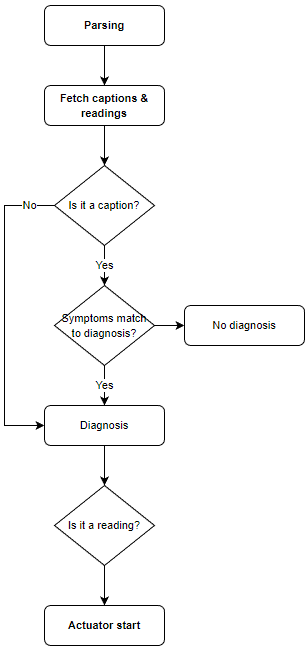 Parsing
Fetch captions &
readings
Is it a caption?
No
Yes
Symptoms match
to diagnosis?
No diagnosis
Yes
Diagnosis
Is it a reading?
Actuator start